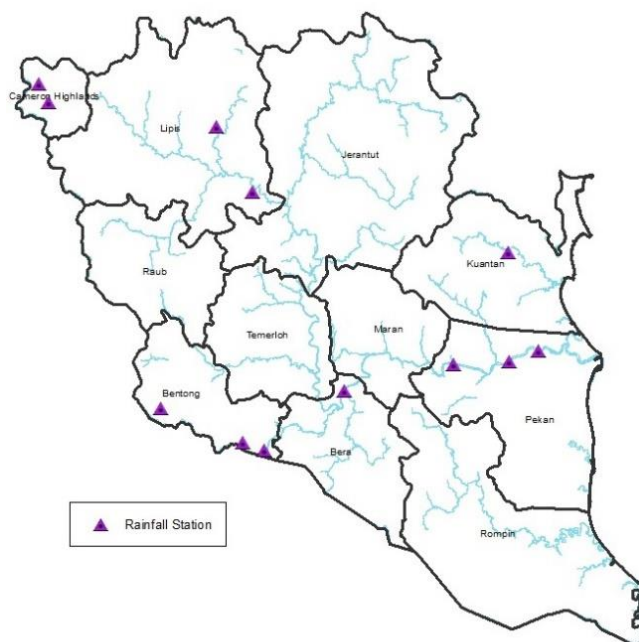 Cameron Highlands
Lipis
Jerantut
Kuantan
Raub
Temerloh
Maran
Bentong
Pekan
Bera
Rainfall Station
Rompin